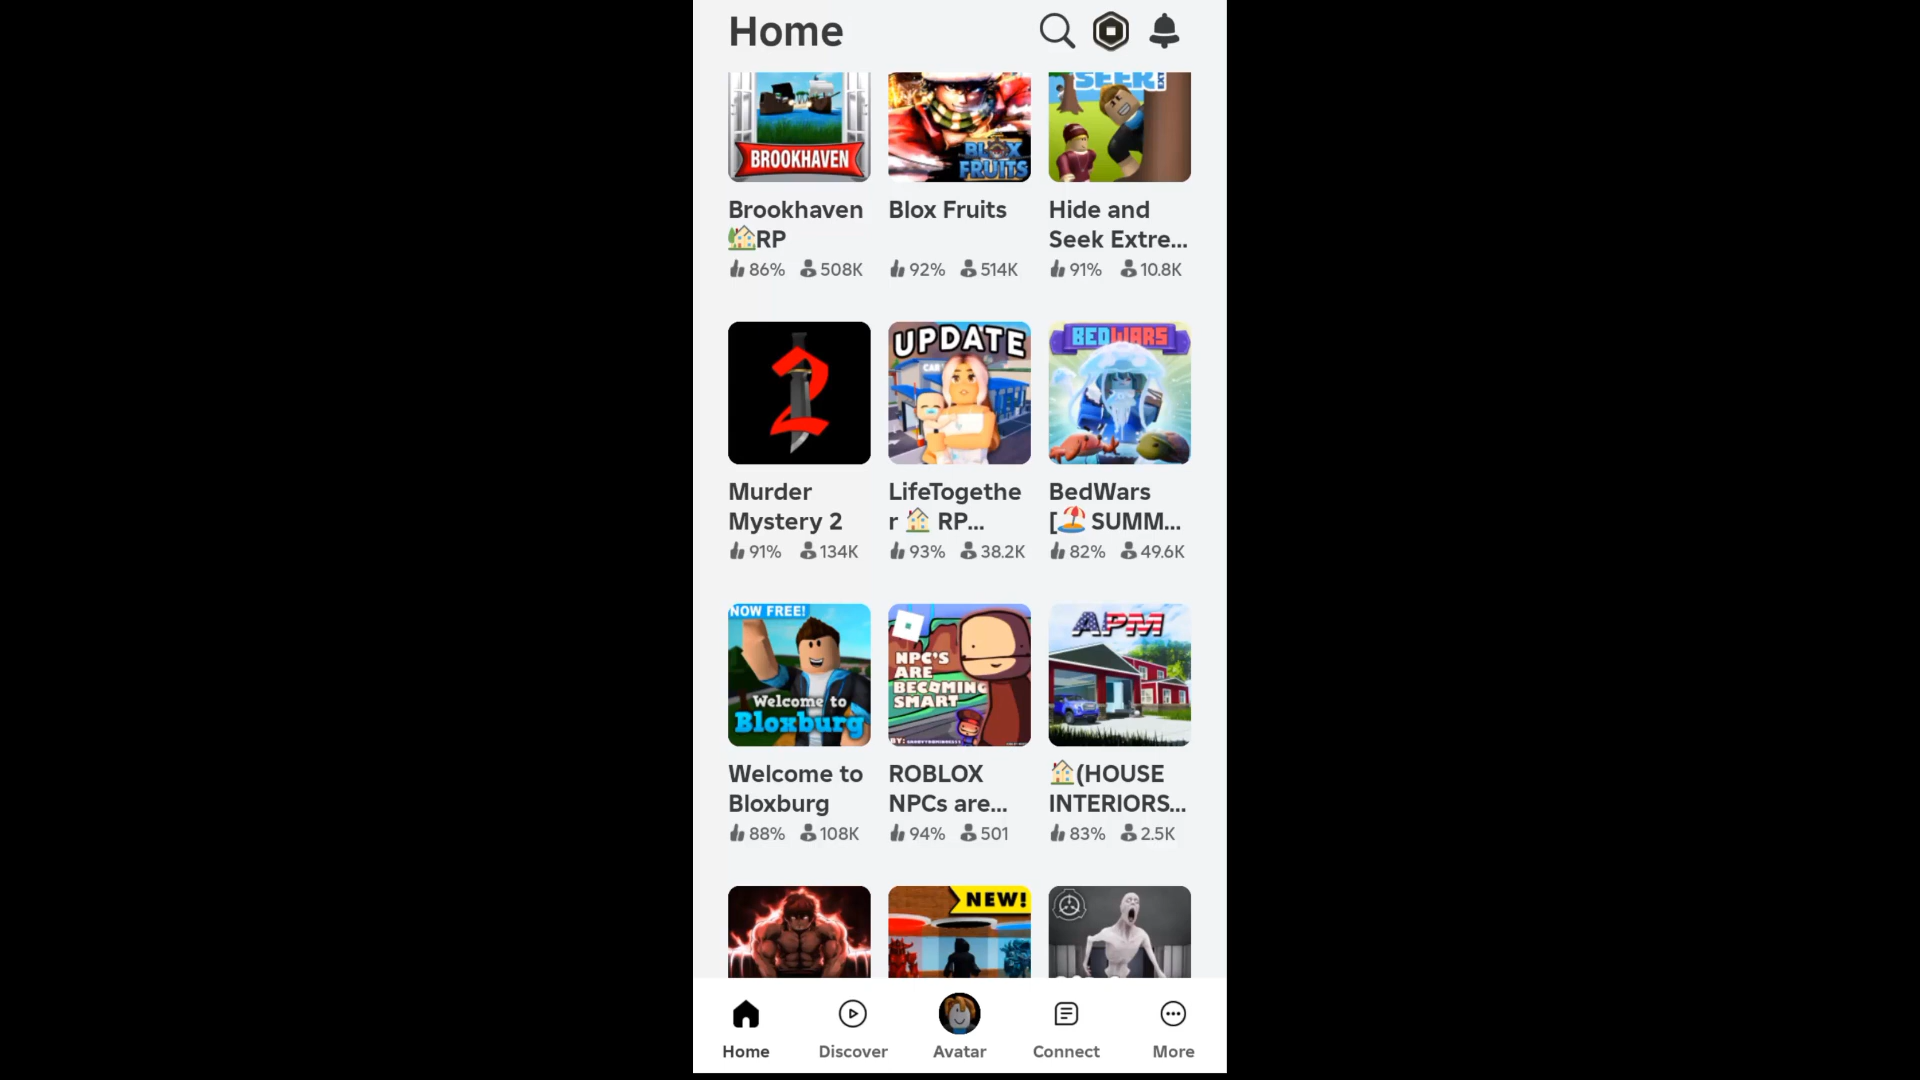 Home
BROOKHAVEN
BLOX
FRUITS
SEEK
Brookhaven
🏡RP
86% 508K
Blox Fruits
92% 514K
Hide and
Seek Extre...
91% 10.8K
2
UPDATE
CAR
BEDWARS
Murder
Mystery 2
91% 134K
LifeTogethe
r 🏠 RP...
93% 38.2K
BedWars
[🏖️ SUMM...
82% 49.6K
NOW FREE!
Welcome to
Bloxburg
NPC'S
ARE
BECOMING
SMART
BY:
APM
Welcome to
Bloxburg
88% 108K
ROBLOX
NPCs are...
94% 501
🏠(HOUSE
INTERIORS...
83% 2.5K
NEW!
Home
Discover
Avatar
Connect
More